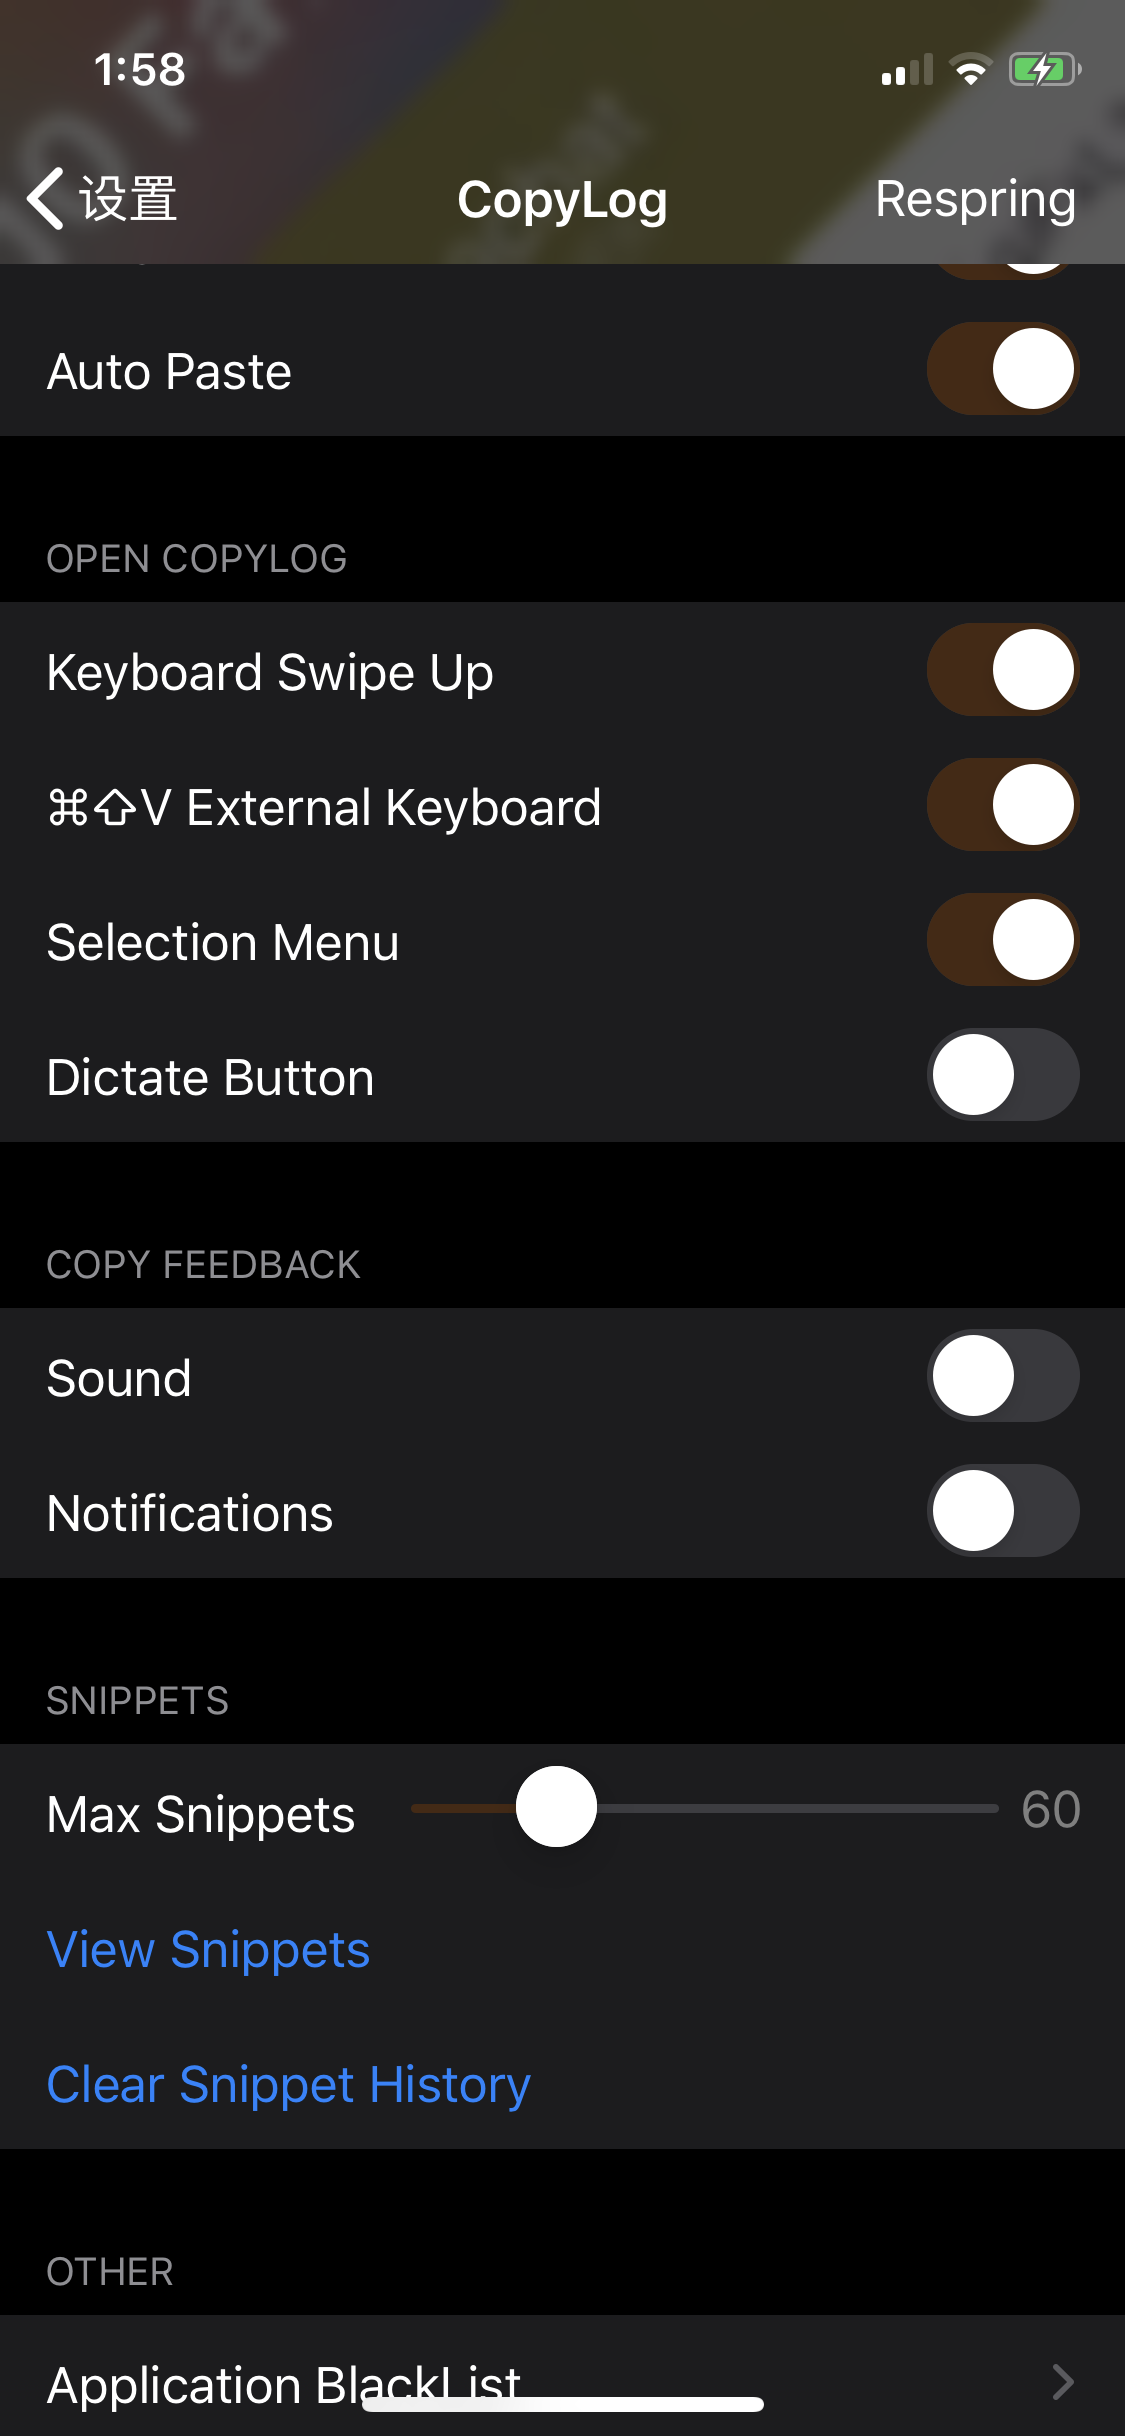 1:58
设置
CopyLog
Respring
Auto Paste
OPEN COPYLOG
Keyboard Swipe Up
⌘⇧V External Keyboard
Selection Menu
Dictate Button
COPY FEEDBACK
Sound
Notifications
SNIPPETS
Max Snippets
60
View Snippets
Clear Snippet History
OTHER
Application BlackList